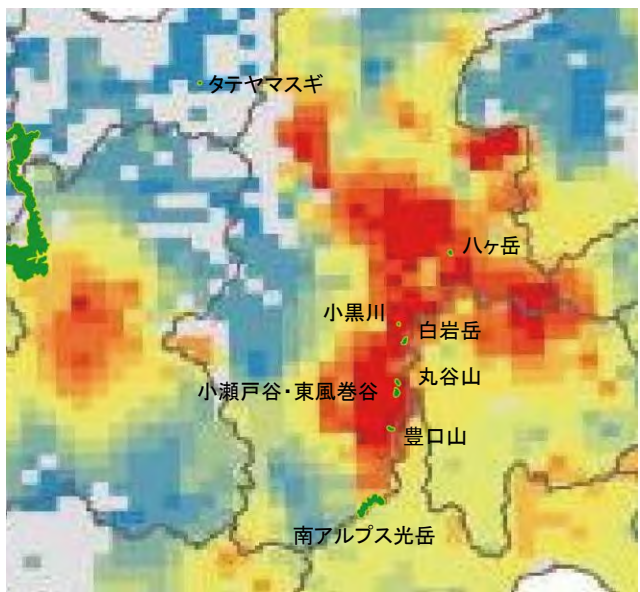 タテヤマスギ
八ヶ岳
小黒川
白岩岳
丸谷山
小瀬戸谷・東風巻谷
豊口山
南アルプス光岳